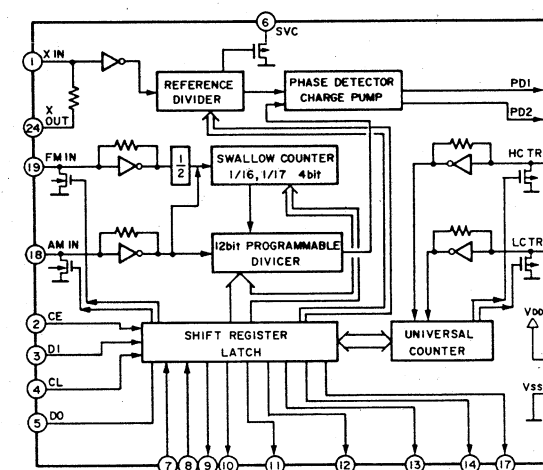 6
SVC
1
X IN
REFERENCE
DIVIDER
PHASE DETECTOR
CHARGE PUMP
PD1
PD2
X
OUT
24
19
FM IN
1
2
SWALLOW COUNTER
1/16, 1/17 4bit
HC TR
18
AM IN
12bit PROGRAMMABLE
DIVICER
LC TR
2
CE
3
DI
4
CL
5
DO
SHIFT REGISTER
LATCH
UNIVERSAL
COUNTER
VDD
VSS
7
8
9
10
11
12
13
14
17